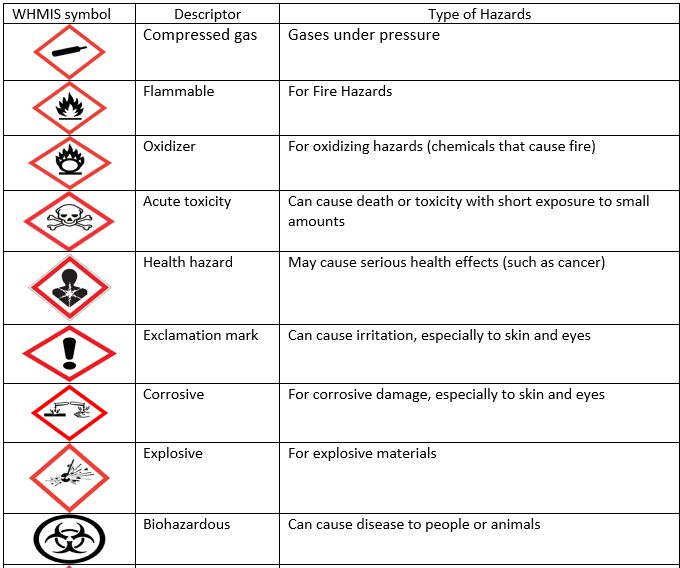 WHMIS symbol Descriptor Type of Hazards
Compressed gas Gases under pressure
Flammable For Fire Hazards
Oxidizer For oxidizing hazards (chemicals that cause fire)
Acute toxicity Can cause death or toxicity with short exposure to small
amounts
Health hazard May cause serious health effects (such as cancer)
Exclamation mark Can cause irritation, especially to skin and eyes
Corrosive For corrosive damage, especially to skin and eyes
Explosive For explosive materials
Biohazardous Can cause disease to people or animals